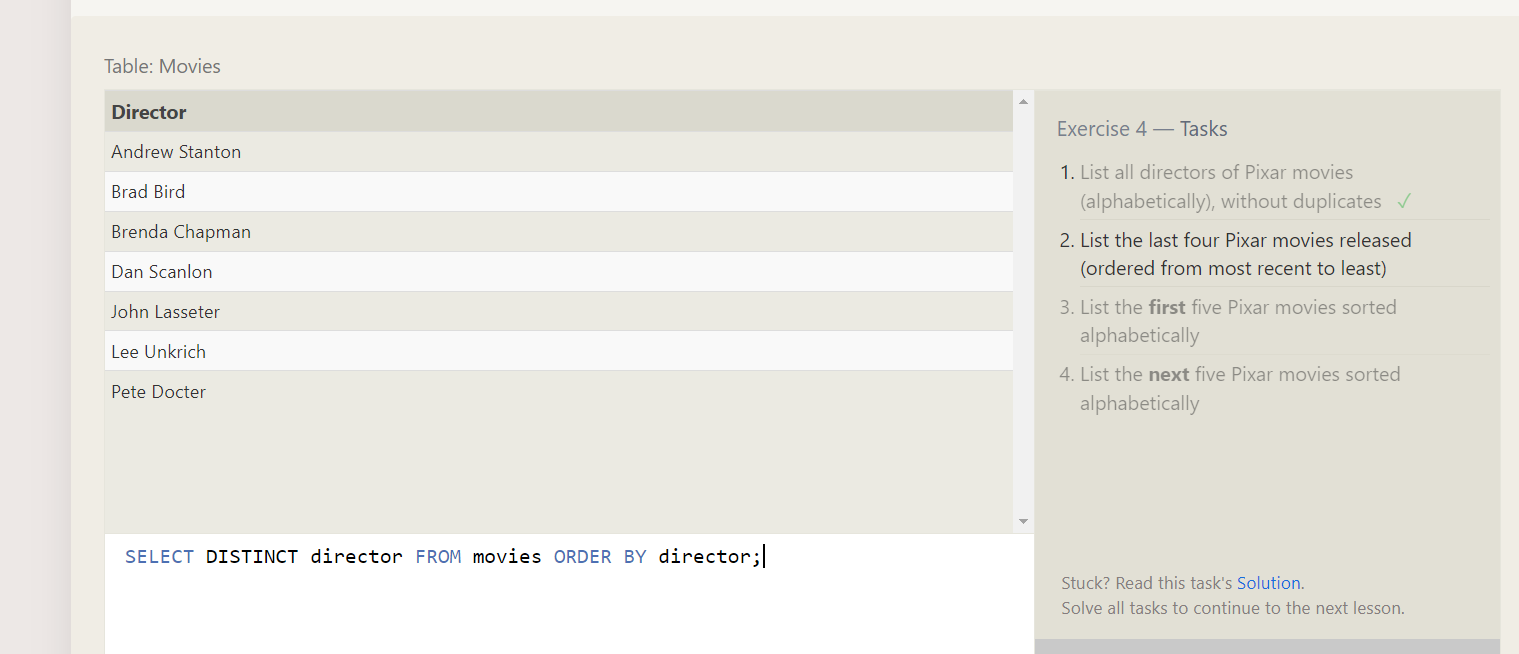 Table: Movies
Director
Andrew Stanton
Brad Bird
Brenda Chapman
Dan Scanlon
John Lasseter
Lee Unkrich
Pete Docter
SELECT DISTINCT director FROM movies ORDER BY director;
Exercise 4 — Tasks
1. List all directors of Pixar movies
(alphabetically), without duplicates ✓
2. List the last four Pixar movies released
(ordered from most recent to least)
3. List the first five Pixar movies sorted
alphabetically
4. List the next five Pixar movies sorted
alphabetically
Stuck? Read this task's Solution.
Solve all tasks to continue to the next lesson.